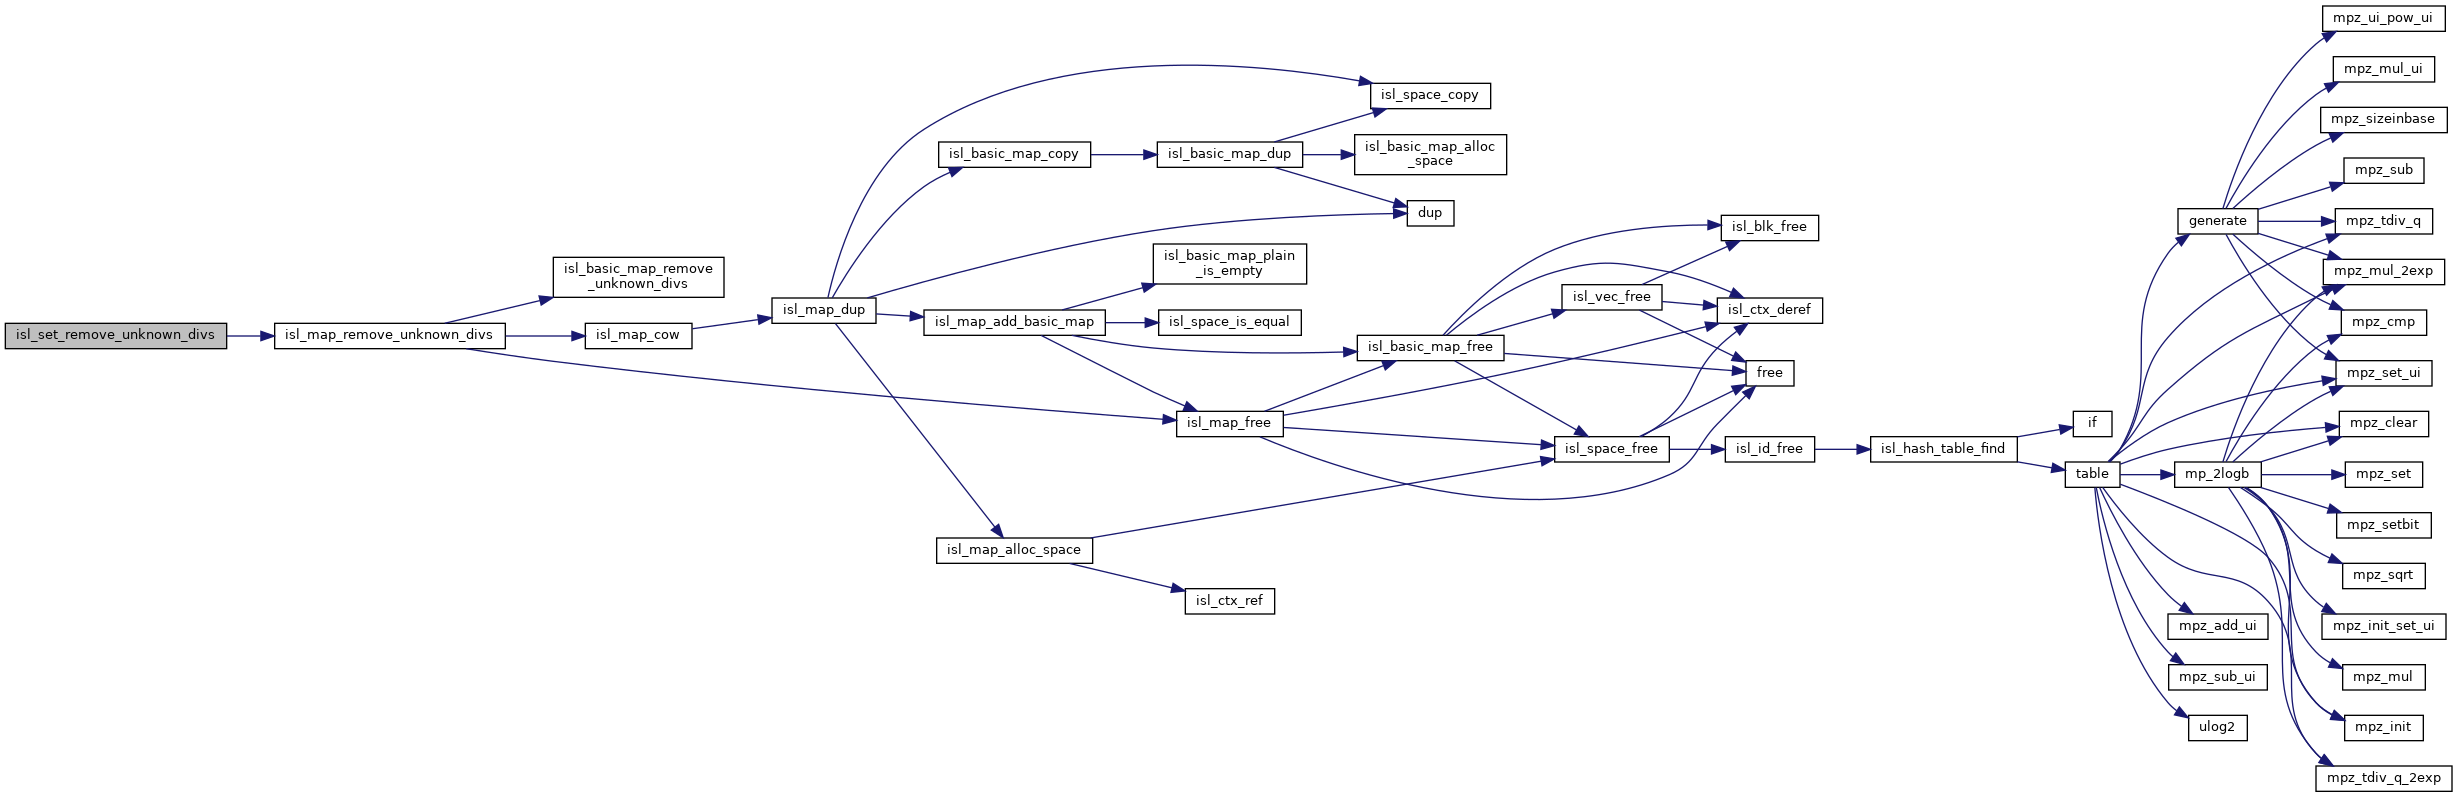 isl_set_remove_unknown_divs
isl_map_remove_unknown_divs
isl_basic_map_remove
_unknown_divs
isl_map_cow
isl_map_dup
isl_basic_map_copy
isl_map_add_basic_map
isl_map_alloc_space
isl_basic_map_dup
isl_basic_map_plain
_is_empty
isl_space_is_equal
isl_map_free
isl_ctx_ref
isl_space_copy
isl_basic_map_alloc
_space
dup
isl_basic_map_free
isl_vec_free
isl_space_free
isl_blk_free
isl_ctx_deref
free
isl_id_free
isl_hash_table_find
if
table
generate
mp_2logb
mpz_add_ui
mpz_sub_ui
ulog2
mpz_ui_pow_ui
mpz_mul_ui
mpz_sizeinbase
mpz_sub
mpz_tdiv_q
mpz_mul_2exp
mpz_cmp
mpz_set_ui
mpz_clear
mpz_set
mpz_setbit
mpz_sqrt
mpz_init_set_ui
mpz_mul
mpz_init
mpz_tdiv_q_2exp